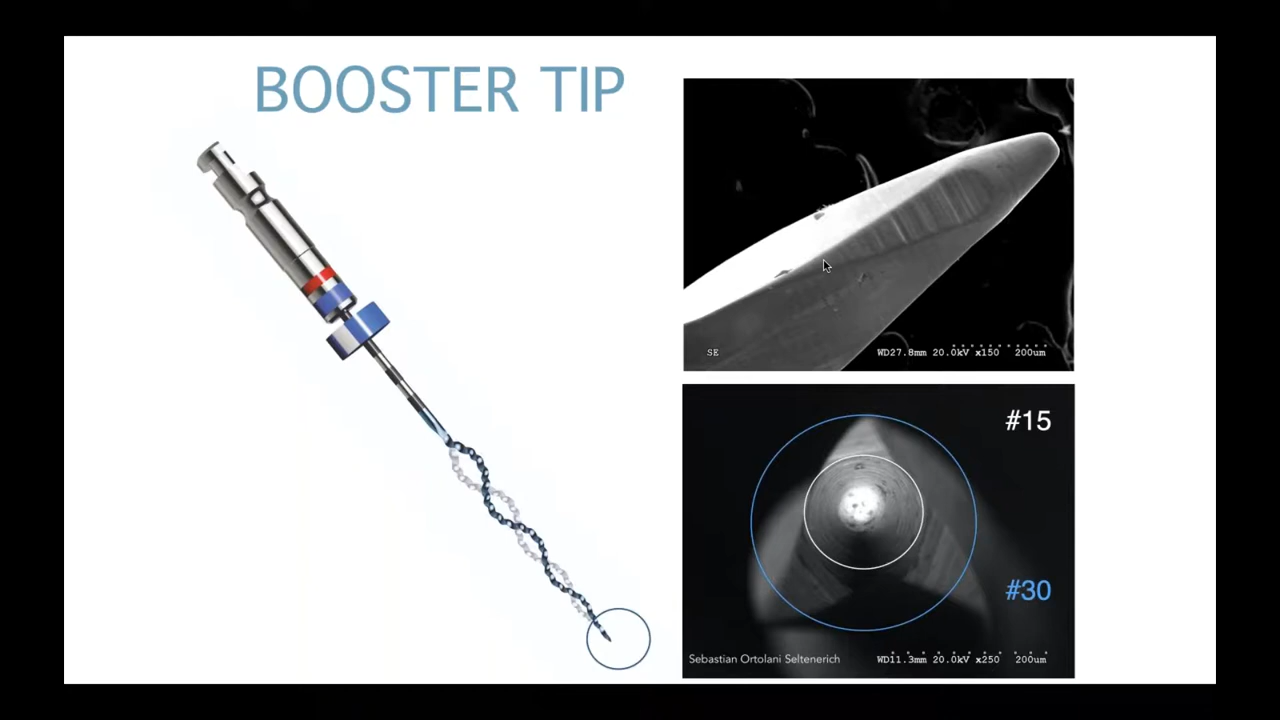 BOOSTER TIP
SE
WD27.8mm 20.0kV x150 200um
#15
#30
Sebastian Ortolani Seltenerich
WD11.3mm 20.0kV x250 200um